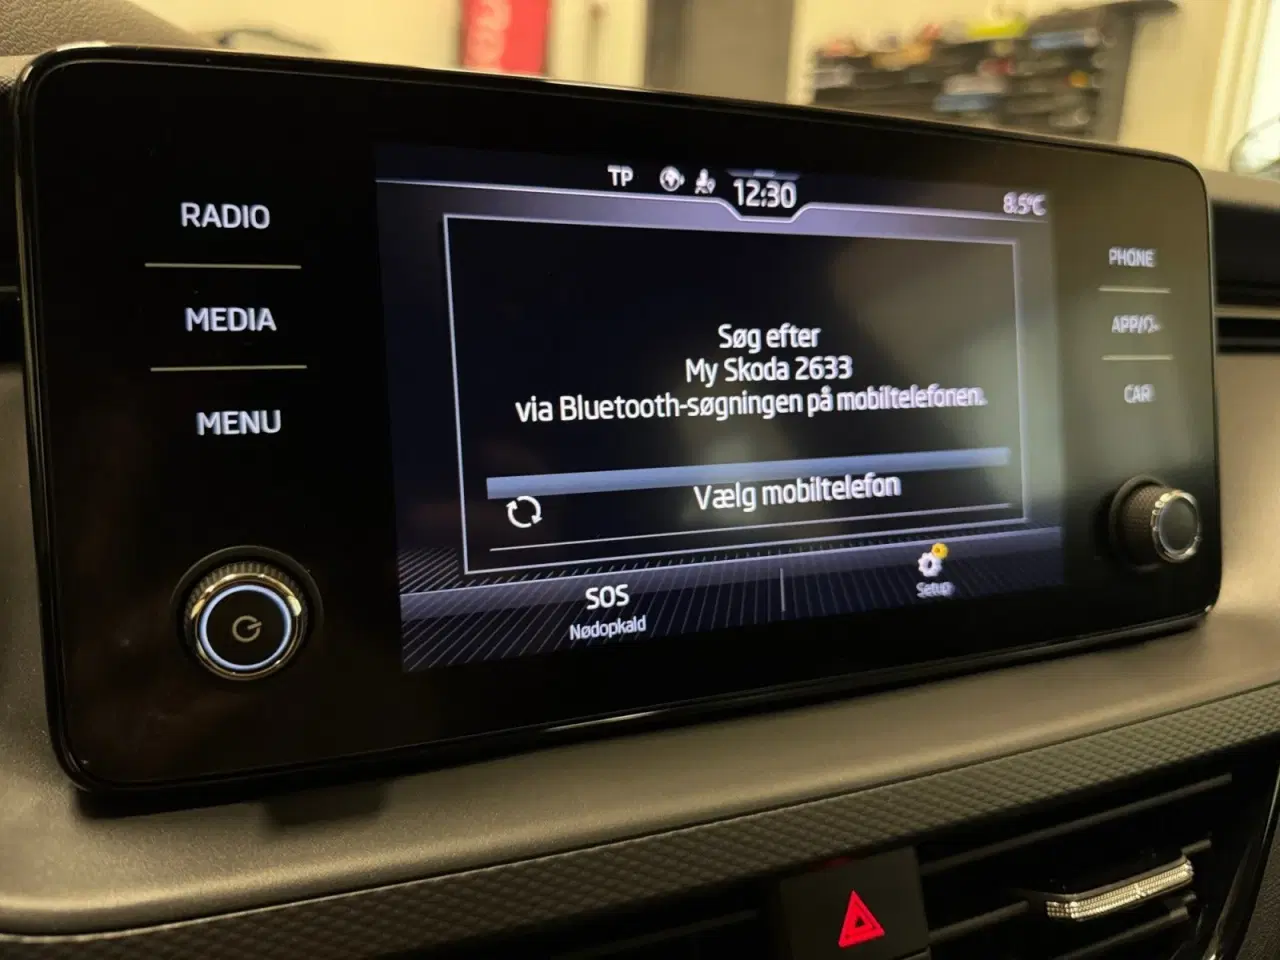 TP
12:30
8.5°C
RADIO
MEDIA
MENU
Søg efter
My Skoda 2633
via Bluetooth-søgningen på mobiltelefonen.
Vælg mobiltelefon
SOS
Nødopkald
Setup
PHONE
APP/
CAR